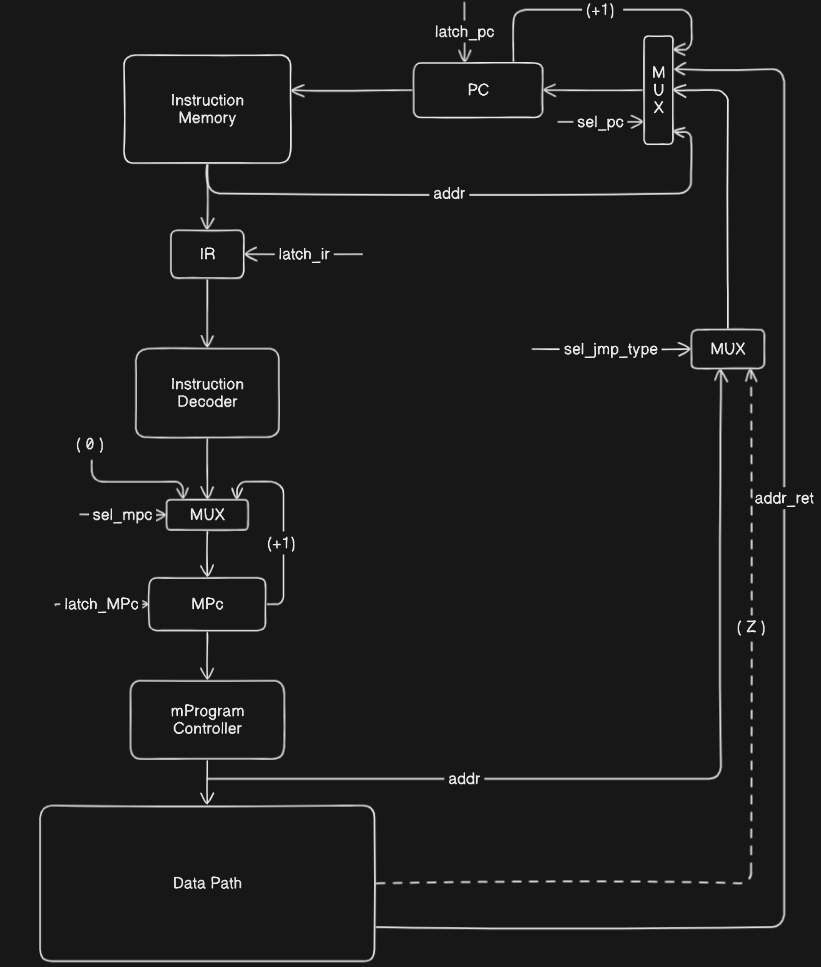 (+1)
latch_pc
PC
M
U
X
Instruction
Memory
sel_pc
addr
IR
latch_ir
sel_jmp_type
MUX
Instruction
Decoder
(0)
addr_ret
sel_mpc
MUX
(+1)
latch_MPc
MPc
(Z)
mProgram
Controller
addr
Data Path